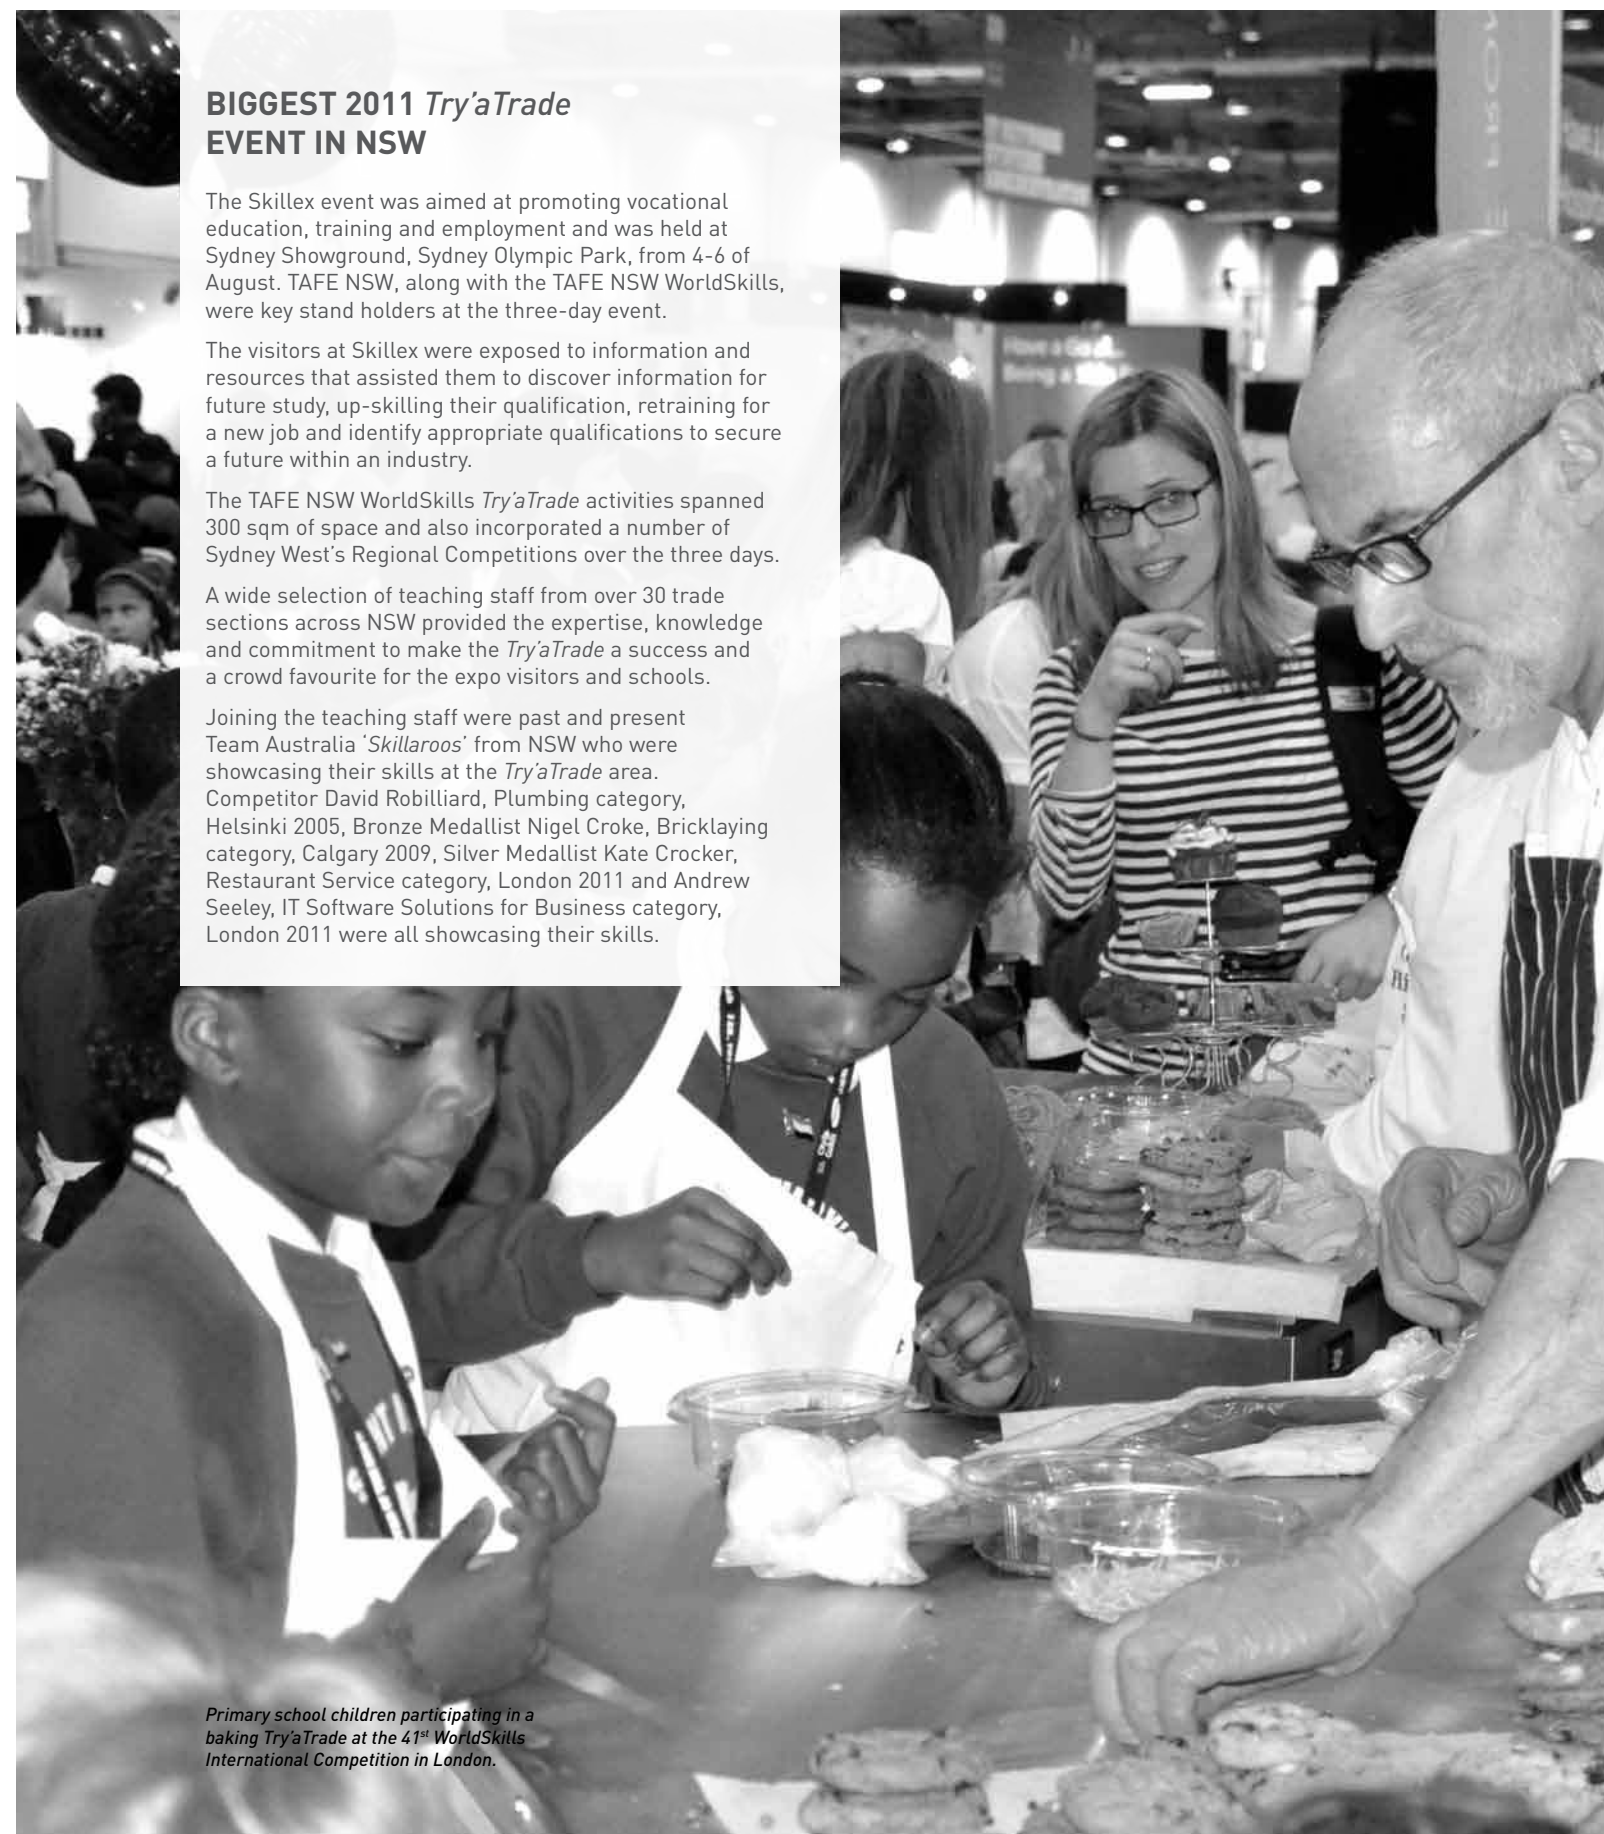 BIGGEST 2011 Try’aTrade
EVENT IN NSW
The Skillex event was aimed at promoting vocational
education, training and employment and was held at
Sydney Showground, Sydney Olympic Park, from 4-6 of
August. TAFE NSW, along with the TAFE NSW WorldSkills,
were key stand holders at the three-day event.
The visitors at Skillex were exposed to information and
resources that assisted them to discover information for
future study, up-skilling their qualification, retraining for
a new job and identify appropriate qualifications to secure
a future within an industry.
The TAFE NSW WorldSkills Try’aTrade activities spanned
300 sqm of space and also incorporated a number of
Sydney West’s Regional Competitions over the three days.
A wide selection of teaching staff from over 30 trade
sections across NSW provided the expertise, knowledge
and commitment to make the Try’aTrade a success and
a crowd favourite for the expo visitors and schools.
Joining the teaching staff were past and present
Team Australia ‘Skillaroos’ from NSW who were
showcasing their skills at the Try’aTrade area.
Competitor David Robilliard, Plumbing category,
Helsinki 2005, Bronze Medallist Nigel Croke, Bricklaying
category, Calgary 2009, Silver Medallist Kate Crocker,
Restaurant Service category, London 2011 and Andrew
Seeley, IT Software Solutions for Business category,
London 2011 were all showcasing their skills.
Have a Go at...
Being a
Primary school children participating in a
baking Try’aTrade at the 41st WorldSkills
International Competition in London.